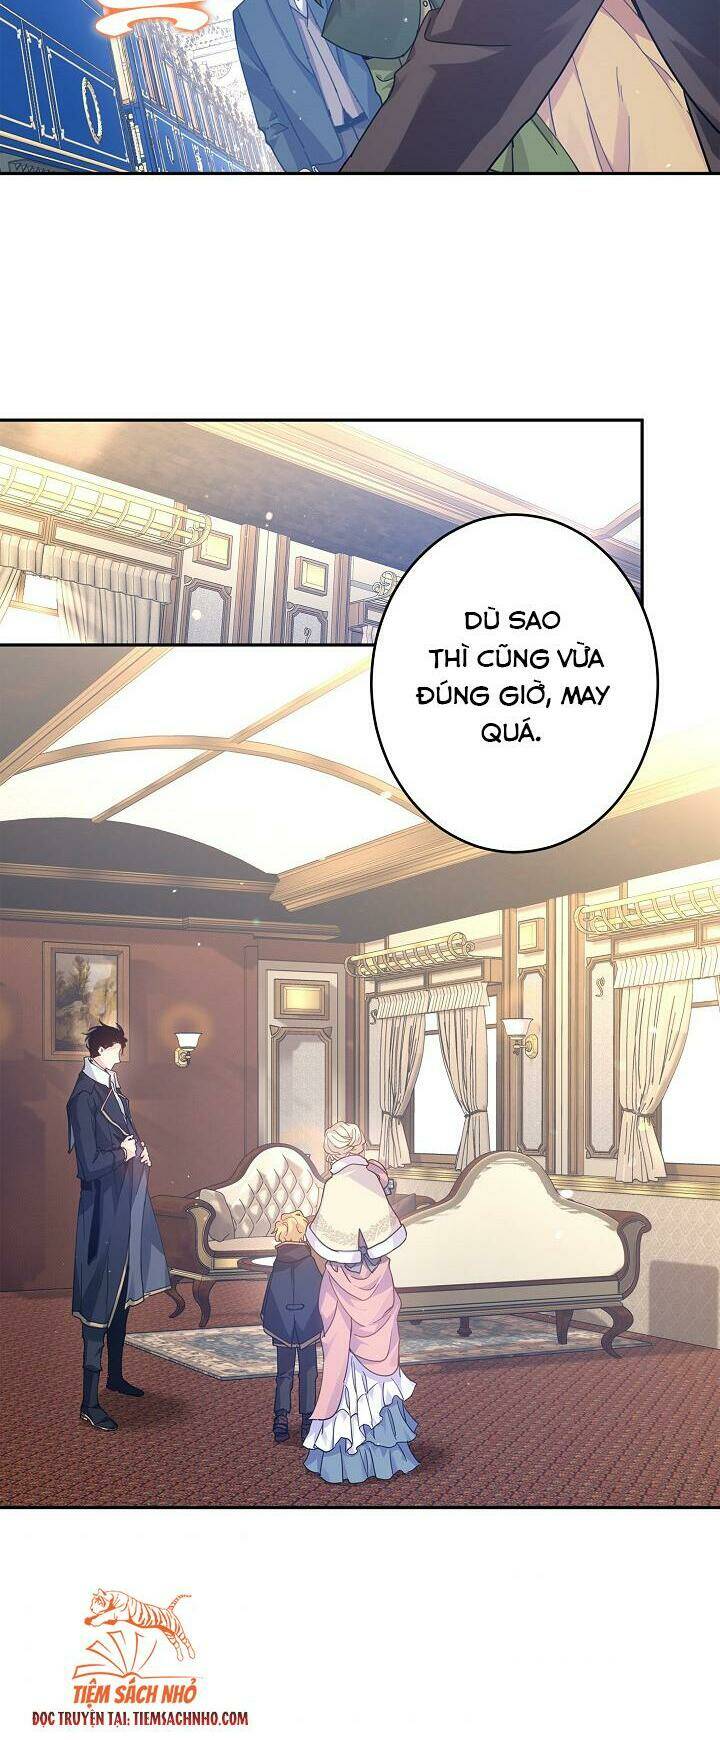 DÙ SAO
THÌ CŨNG VỪA
ĐÚNG GIỜ, MAY
QUÁ.
TIỆM SÁCH NHỎ
ĐỌC TRUYỆN TẠI: TIEMSACHNHO.COM